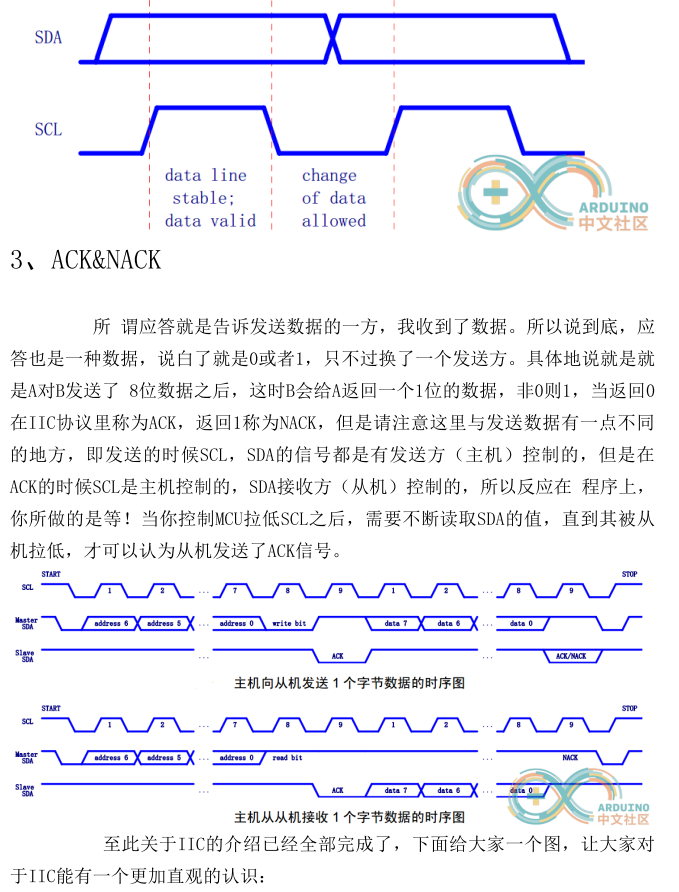 SDA
SCL
data line change
stable; of data
data valid allowed
ARDUINO
中文社区
3、ACK&NACK
所 谓应答就是告诉发送数据的一方，我收到了数据。所以说到底，应
答也是一种数据，说白了就是0或者1，只不过换了一个发送方。具体地说就是就
是A对B发送了 8位数据之后，这时B会给A返回一个1位的数据，非0则1，当返回0
在IIC协议里称为ACK，返回1称为NACK，但是请注意这里与发送数据有一点不同
的地方，即发送的时候SCL，SDA的信号都是有发送方（主机）控制的，但是在
ACK的时候SCL是主机控制的，SDA接收方（从机）控制的，所以反应在 程序上，
你所做的是等！当你控制MCU拉低SCL之后，需要不断读取SDA的值，直到其被从
机拉低，才可以认为从机发送了ACK信号。
START STOP
SCL 1 2 ... 7 8 9 1 2 ... 8 9
Master SDA address 6 address 5 ... address 0 write bit data 7 data 6 ... data 0
Slave SDA ... ACK ... ACK/NACK
主机向从机发送 1 个字节数据的时序图
START STOP
SCL 1 2 ... 7 8 9 1 2 ... 8 9
Master SDA address 6 address 5 ... address 0 read bit ... NACK
Slave SDA ... ACK data 7 data 6 ... data 0
ARDUINO
中文社区
主机从从机接收 1 个字节数据的时序图
至此关于IIC的介绍已经全部完成了，下面给大家一个图，让大家对
于IIC能有一个更加直观的认识：